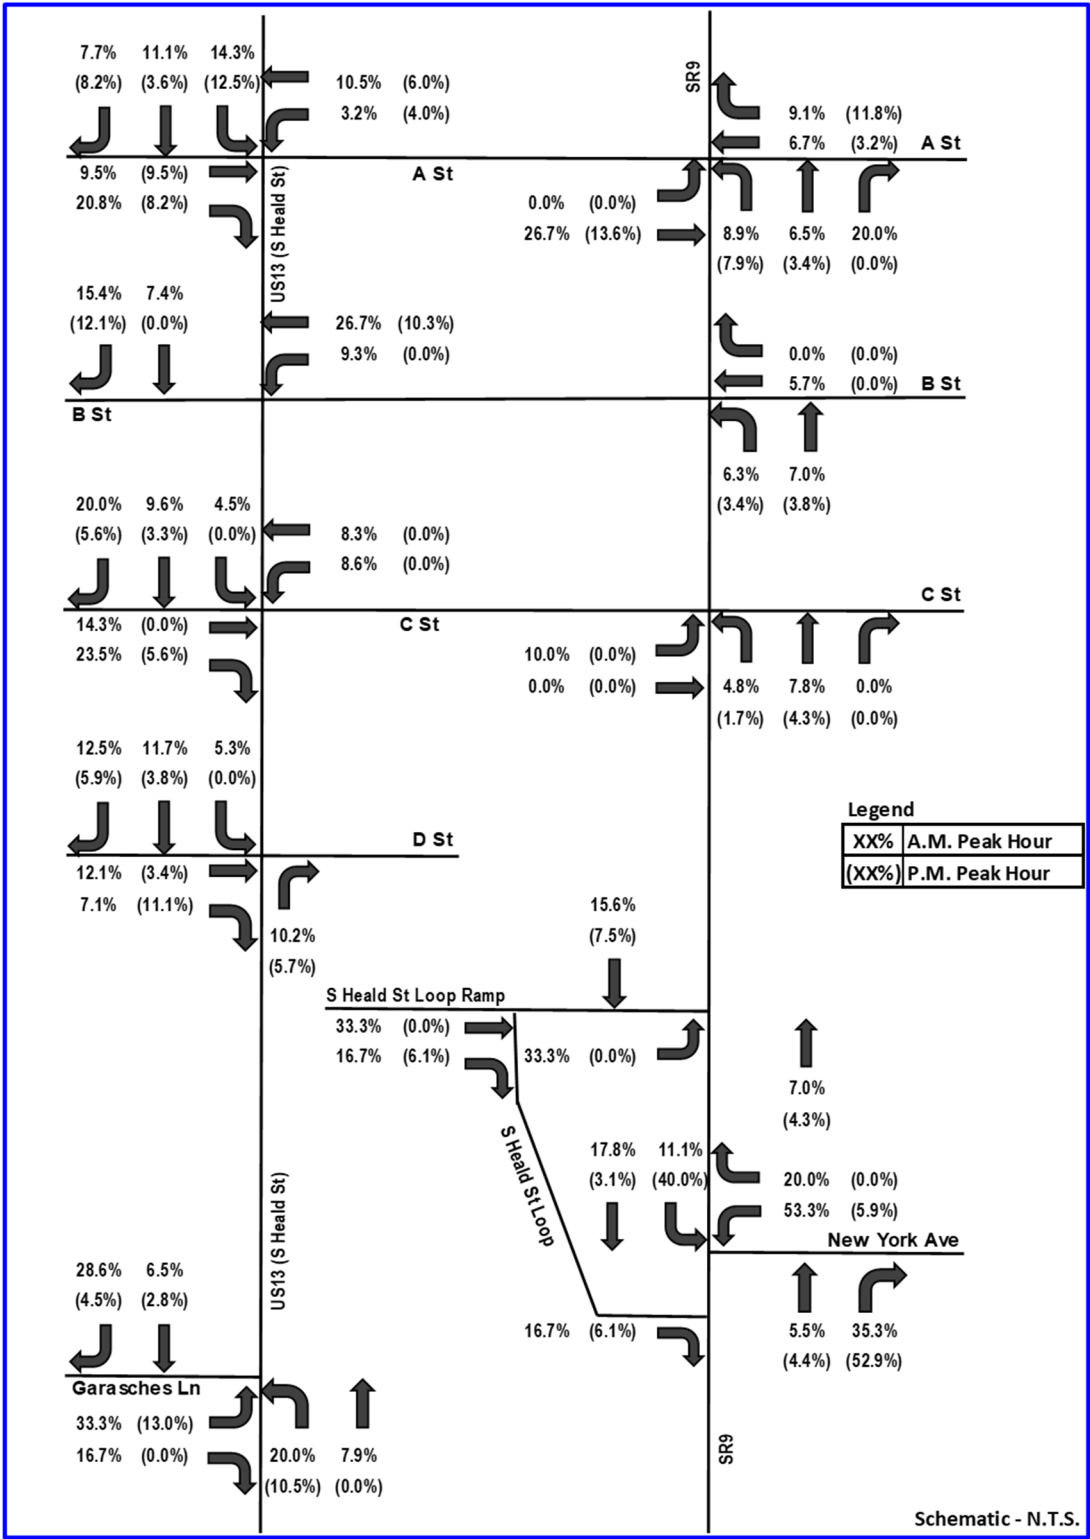 7.7% 11.1% 14.3%
(8.2%) (3.6%) (12.5%)
10.5% (6.0%)
3.2% (4.0%)
SR9
9.1% (11.8%)
6.7% (3.2%)
A St
9.5% (9.5%)
20.8% (8.2%)
US13 (S Heald St)
A St
0.0% (0.0%)
26.7% (13.6%)
8.9% 6.5% 20.0%
(7.9%) (3.4%) (0.0%)
15.4% 7.4%
(12.1%) (0.0%)
26.7% (10.3%)
9.3% (0.0%)
0.0% (0.0%)
5.7% (0.0%)
B St
B St
6.3% 7.0%
(3.4%) (3.8%)
20.0% 9.6% 4.5%
(5.6%) (3.3%) (0.0%)
8.3% (0.0%)
8.6% (0.0%)
C St
14.3% (0.0%)
23.5% (5.6%)
C St
10.0% (0.0%)
0.0% (0.0%)
4.8% 7.8% 0.0%
(1.7%) (4.3%) (0.0%)
12.5% 11.7% 5.3%
(5.9%) (3.8%) (0.0%)
D St
Legend
XX% A.M. Peak Hour
(XX%) P.M. Peak Hour
12.1% (3.4%)
7.1% (11.1%)
10.2%
(5.7%)
15.6%
(7.5%)
S Heald St Loop Ramp
33.3% (0.0%)
16.7% (6.1%)
33.3% (0.0%)
7.0%
(4.3%)
S Heald St Loop
17.8% 11.1%
(3.1%) (40.0%)
20.0% (0.0%)
53.3% (5.9%)
New York Ave
US13 (S Heald St)
28.6% 6.5%
(4.5%) (2.8%)
16.7% (6.1%)
5.5% 35.3%
(4.4%) (52.9%)
Garasches Ln
33.3% (13.0%)
16.7% (0.0%)
20.0% 7.9%
(10.5%) (0.0%)
SR9
Schematic - N.T.S.